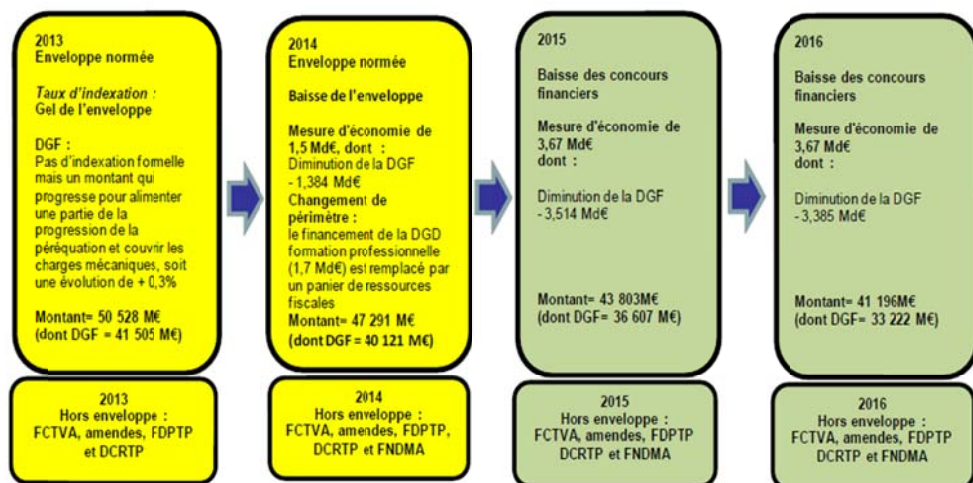 2013
Enveloppe normée
Taux d'indexation :
Gel de l'enveloppe
DGF :
Pas d'indexation formelle
mais un montant qui
progresse pour alimenter
une partie de la
progression de la
péréquation et couvrir les
charges mécaniques, soit
une évolution de + 0,3%
Montant= 50 528 M€
(dont DGF = 41 505 M€)
2014
Enveloppe normée
Baisse de l'enveloppe
Mesure d'économie de
1,5 Md€, dont :
Diminution de la DGF
- 1,384 Md€
Changement de
périmètre :
le financement de la DGD
formation professionnelle
(1,7 Md€) est remplacé par
un panier de ressources
fiscales
Montant= 47 291 M€
(dont DGF = 40 121 M€)
2015
Baisse des concours
financiers
Mesure d'économie de
3,67 Md€
dont :
Diminution de la DGF
- 3,514 Md€
Montant= 43 803M€
(dont DGF= 36 607 M€)
2016
Baisse des concours
financiers
Mesure d'économie de
3,67 Md€
dont :
Diminution de la DGF
- 3,385 Md€
Montant= 41 196M€
(dont DGF= 33 222 M€)
2013
Hors enveloppe :
FCTVA, amendes, FDPTP
et DCRTP
2014
Hors enveloppe :
FCTVA, amendes, FDPTP,
DCRTP et FNDMA
2015
Hors enveloppe :
FCTVA, amendes, FDPTP
DCRTP et FNDMA
2016
Hors enveloppe :
FCTVA, amendes, FDPTP
DCRTP et FNDMA